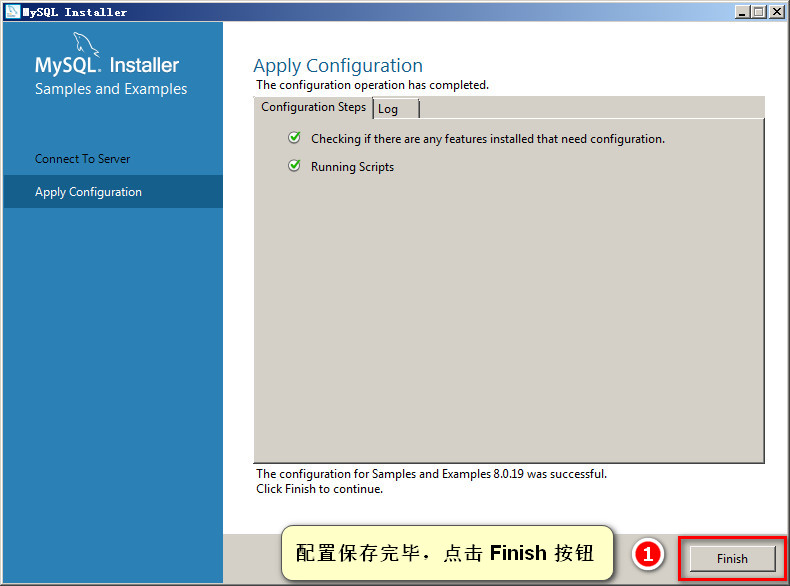 MySQL Installer
MySQL. Installer
Samples and Examples
Connect To Server
Apply Configuration
Apply Configuration
The configuration operation has completed.
Configuration Steps
Log
Checking if there are any features installed that need configuration.
Running Scripts
The configuration for Samples and Examples 8.0.19 was successful.
Click Finish to continue.
配置保存完毕，点击 Finish 按钮
1
Finish